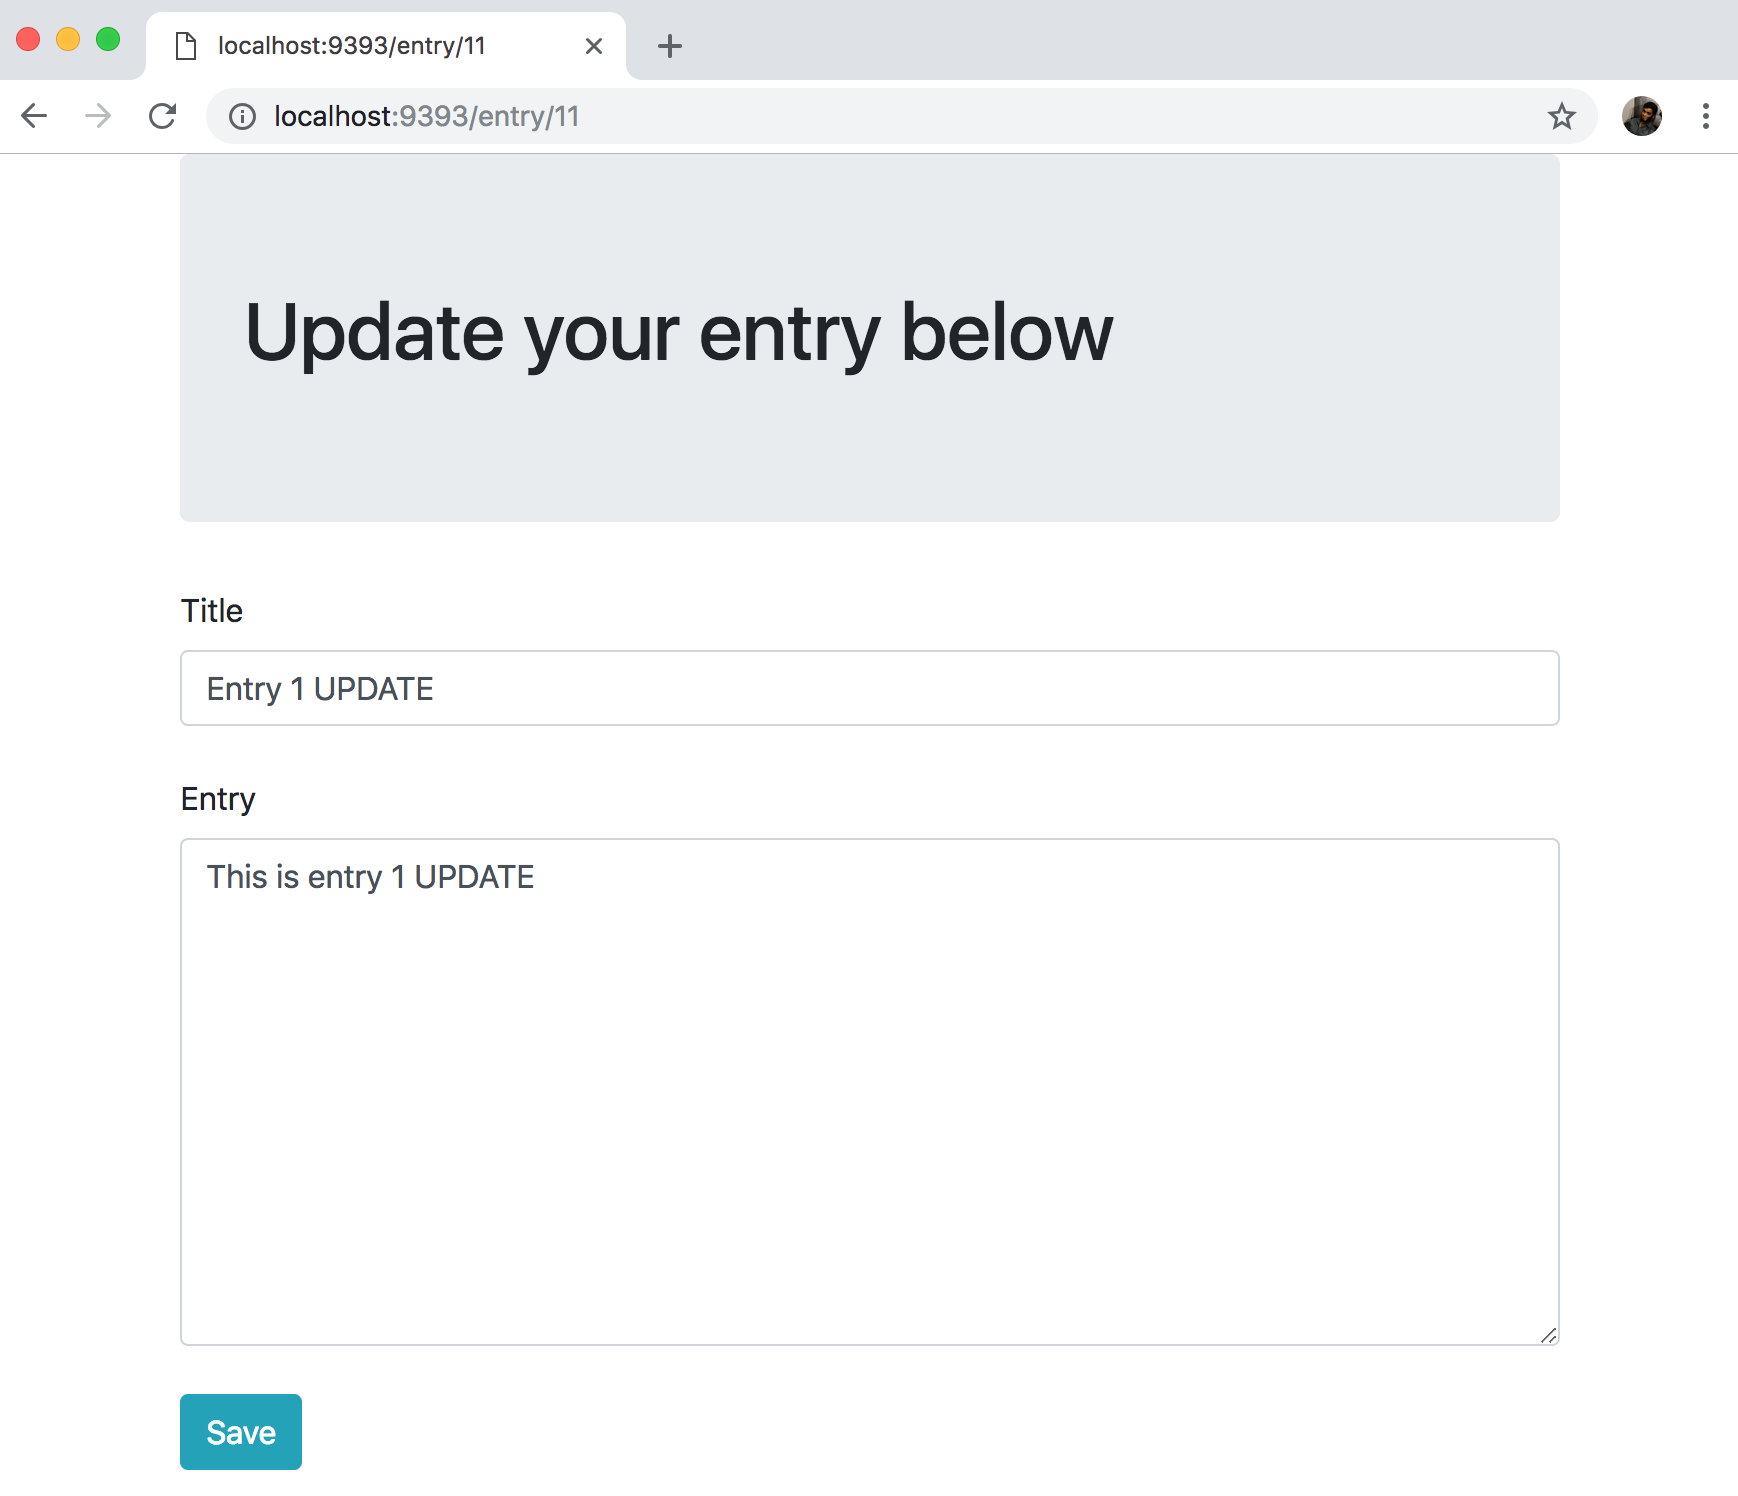 localhost:9393/entry/11
localhost:9393/entry/11
Update your entry below
Title
Entry 1 UPDATE
Entry
This is entry 1 UPDATE
Save